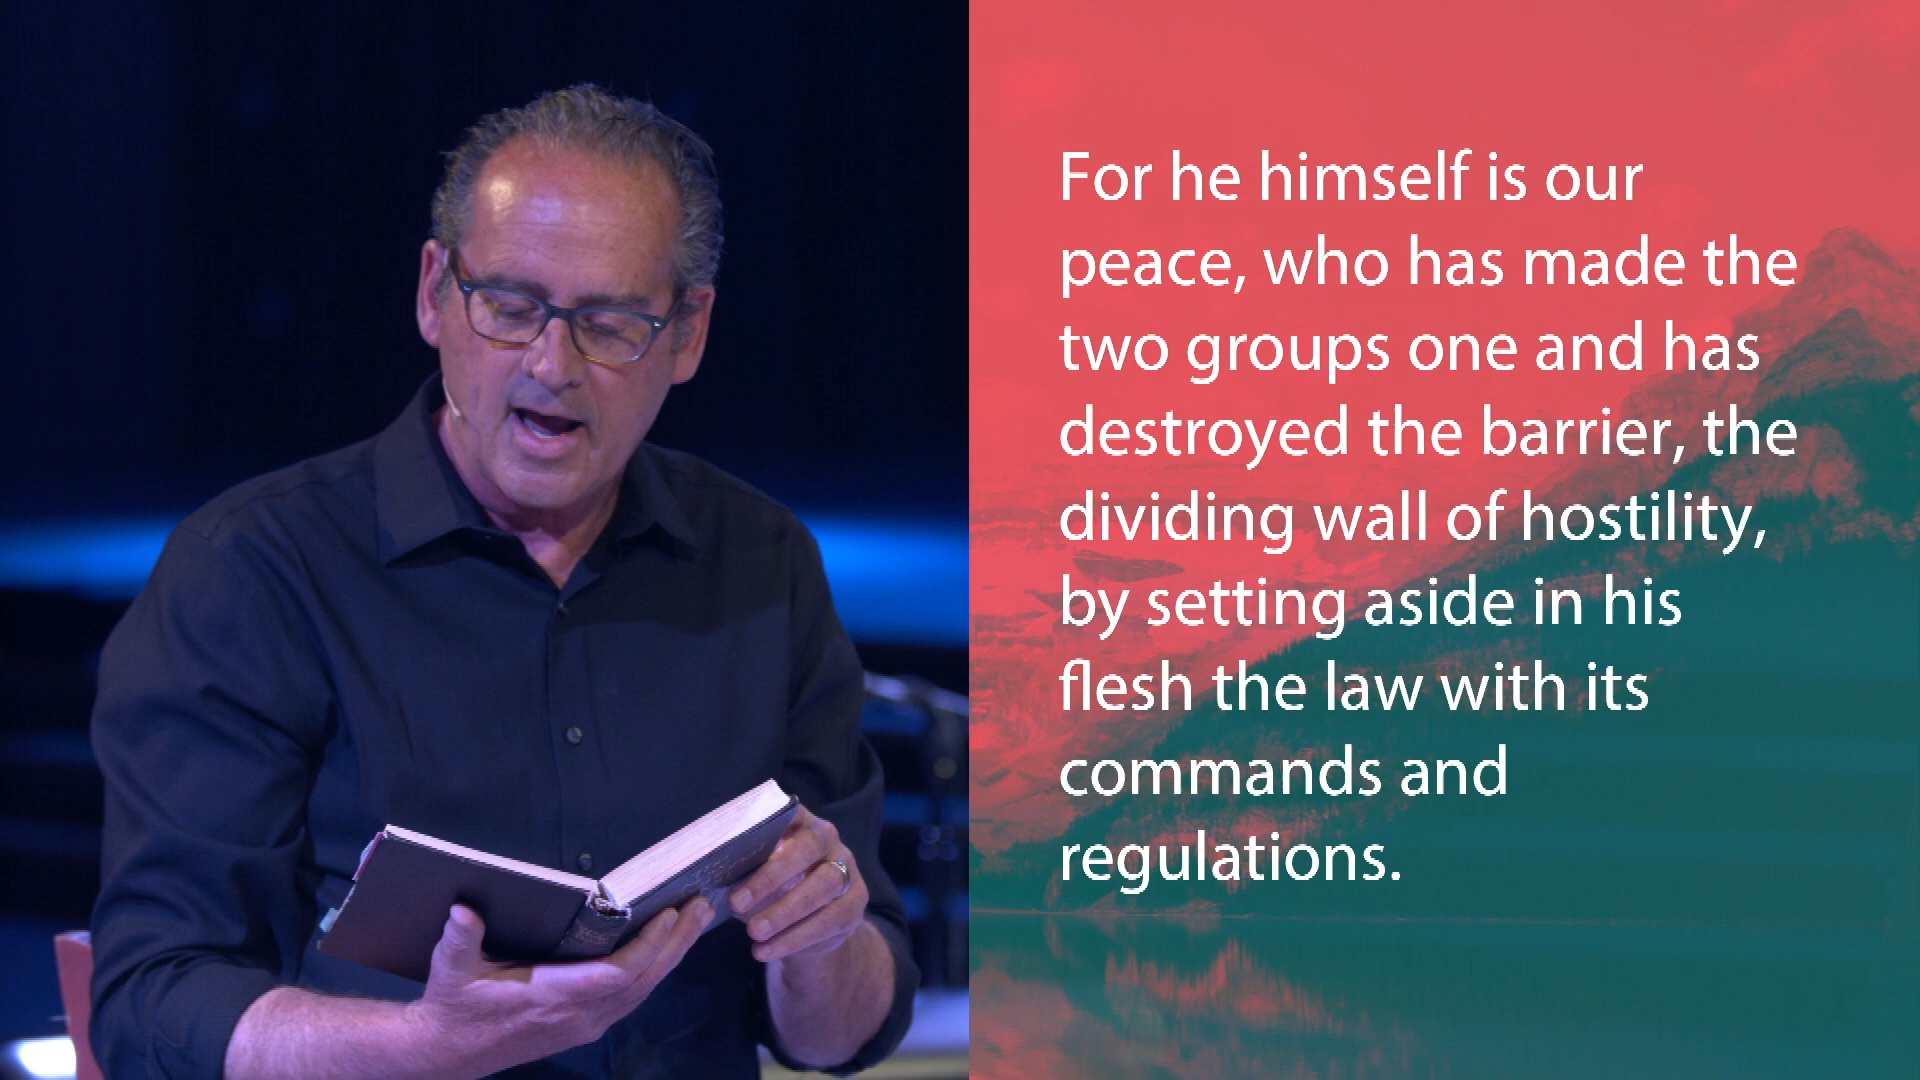 For he himself is our
peace, who has made the
two groups one and has
destroyed the barrier, the
dividing wall of hostility,
by setting aside in his
flesh the law with its
commands and
regulations.